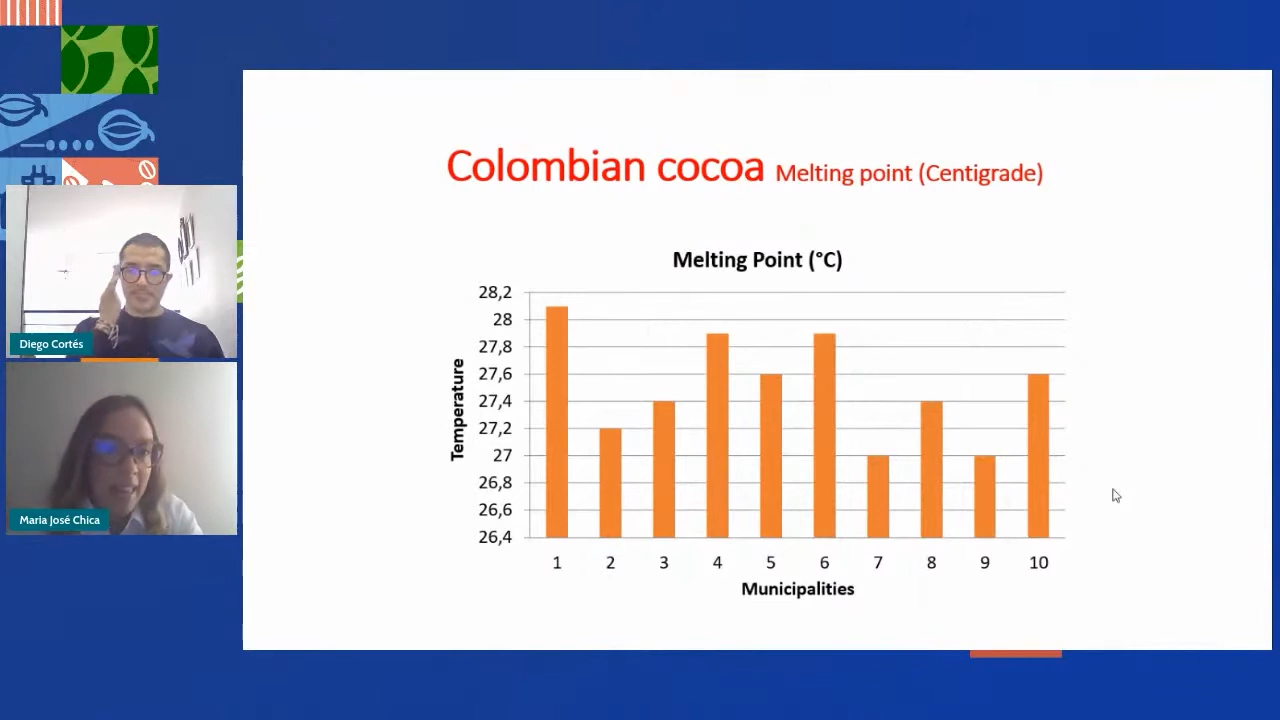 Colombian cocoa Melting point (Centigrade)
Melting Point (°C)
Temperature
28,2
28
27,8
27,6
27,4
27,2
27
26,8
26,6
26,4
1 2 3 4 5 6 7 8 9 10
Municipalities
Diego Cortés
Maria José Chica